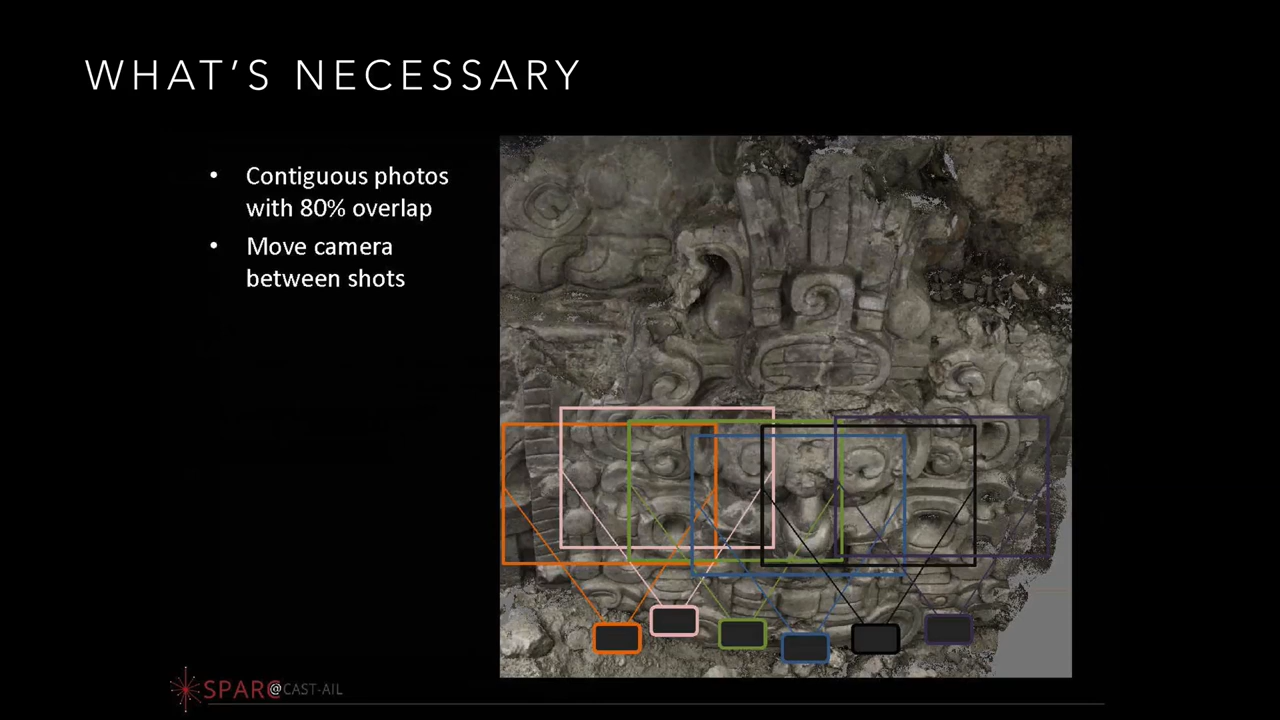 WHAT'S NECESSARY
• Contiguous photos
with 80% overlap
• Move camera
between shots
SPARC@CAST-AIL